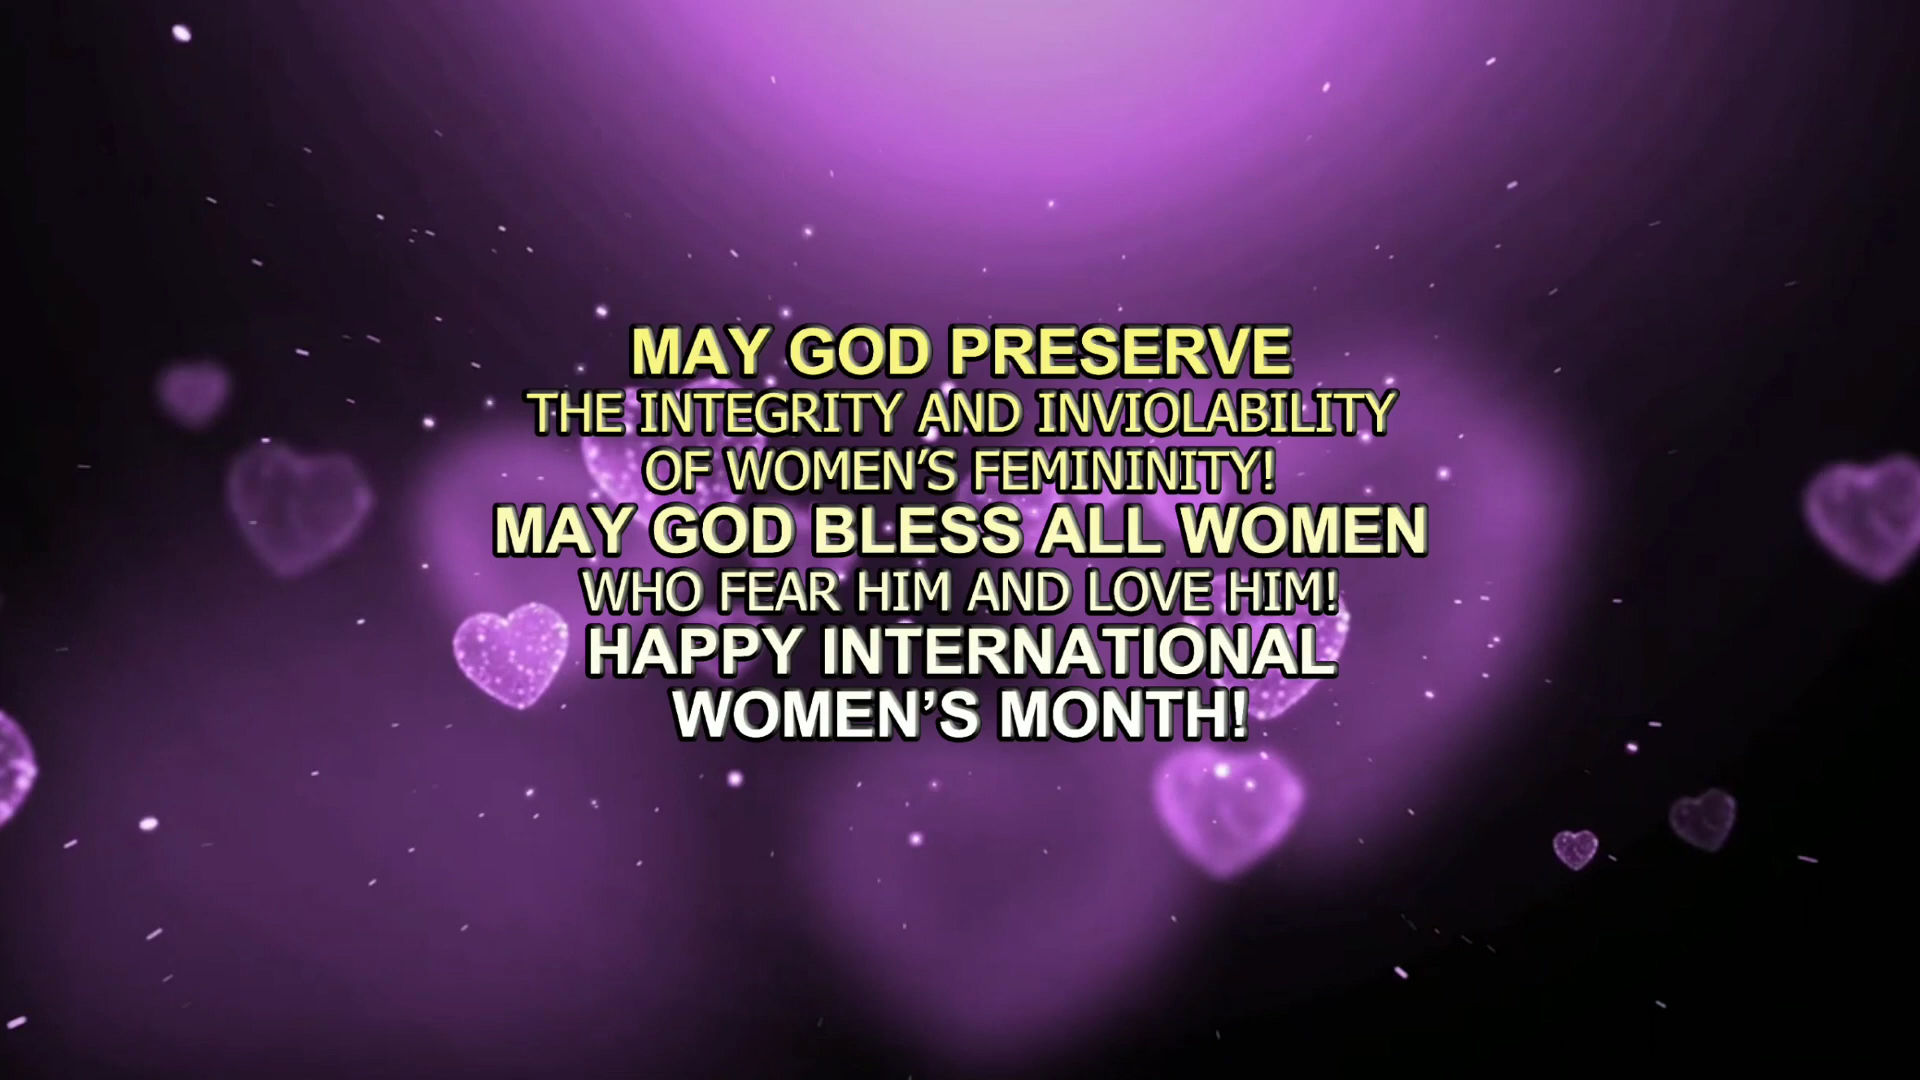 MAY GOD PRESERVE
THE INTEGRITY AND INVIOLABILITY
OF WOMEN’S FEMININITY!
MAY GOD BLESS ALL WOMEN
WHO FEAR HIM AND LOVE HIM!
HAPPY INTERNATIONAL
WOMEN’S MONTH!